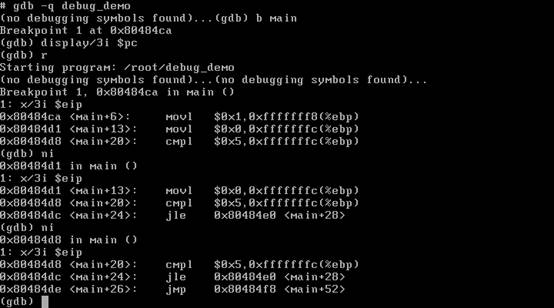 # gdb -q debug_demo
(no debugging symbols found)...(gdb) b main
Breakpoint 1 at 0x80484ca
(gdb) display/3i $pc
(gdb) r
Starting program: /root/debug_demo
(no debugging symbols found)...(no debugging symbols found)...
Breakpoint 1, 0x80484ca in main ()
1: x/3i $eip
0x80484ca <main+6>:     movl   $0x1,0xfffffff8(%ebp)
0x80484d1 <main+13>:    movl   $0x0,0xfffffffc(%ebp)
0x80484d8 <main+20>:    cmpl   $0x5,0xfffffffc(%ebp)
(gdb) ni
0x80484d1 in main ()
1: x/3i $eip
0x80484d1 <main+13>:    movl   $0x0,0xfffffffc(%ebp)
0x80484d8 <main+20>:    cmpl   $0x5,0xfffffffc(%ebp)
0x80484dc <main+24>:    jle    0x80484e0 <main+28>
(gdb) ni
0x80484d8 in main ()
1: x/3i $eip
0x80484d8 <main+20>:    cmpl   $0x5,0xfffffffc(%ebp)
0x80484dc <main+24>:    jle    0x80484e0 <main+28>
0x80484de <main+26>:    jmp    0x80484f8 <main+52>
(gdb)